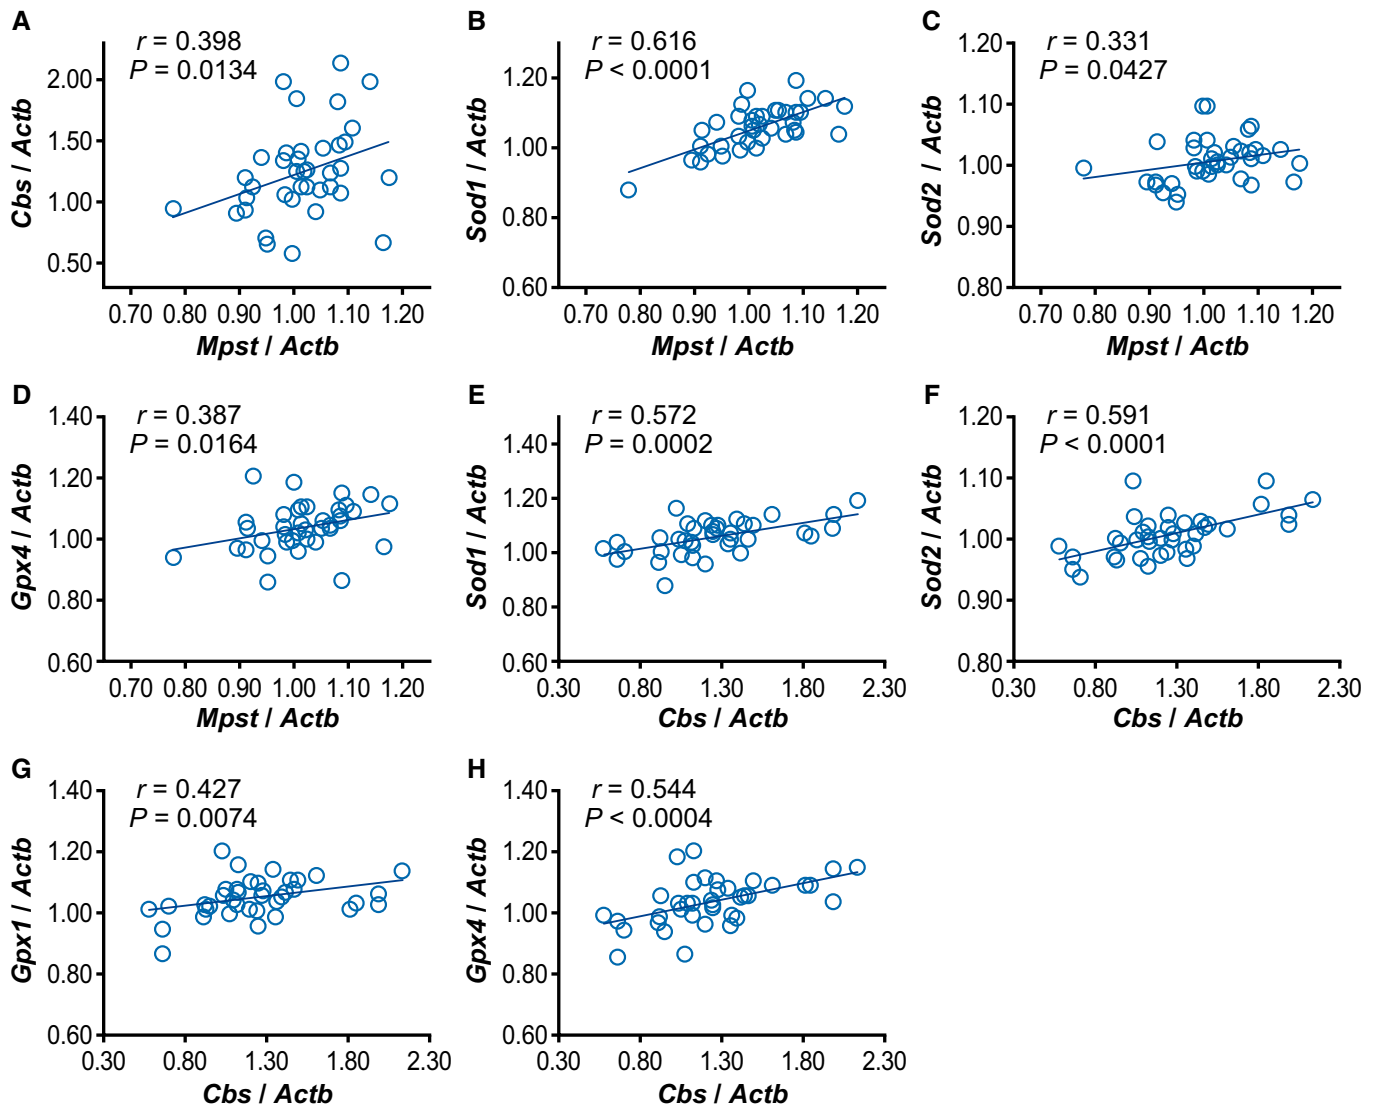 A
r = 0.398
P = 0.0134
2.00
1.50
1.00
0.50
Cbs / Actb
0.70 0.80 0.90 1.00 1.10 1.20
Mpst / Actb
B
r = 0.616
P < 0.0001
1.20
1.00
0.80
0.60
Sod1 / Actb
0.70 0.80 0.90 1.00 1.10 1.20
Mpst / Actb
C
r = 0.331
P = 0.0427
1.20
1.10
1.00
0.90
0.80
Sod2 / Actb
0.70 0.80 0.90 1.00 1.10 1.20
Mpst / Actb
D
r = 0.387
P = 0.0164
1.40
1.20
1.00
0.80
0.60
Gpx4 / Actb
0.70 0.80 0.90 1.00 1.10 1.20
Mpst / Actb
E
r = 0.572
P = 0.0002
1.40
1.20
1.00
0.80
0.60
Sod1 / Actb
0.30 0.80 1.30 1.80 2.30
Cbs / Actb
F
r = 0.591
P < 0.0001
1.20
1.10
1.00
0.90
0.80
Sod2 / Actb
0.30 0.80 1.30 1.80 2.30
Cbs / Actb
G
r = 0.427
P = 0.0074
1.40
1.20
1.00
0.80
0.60
Gpx1 / Actb
0.30 0.80 1.30 1.80 2.30
Cbs / Actb
H
r = 0.544
P < 0.0004
1.40
1.20
1.00
0.80
0.60
Gpx4 / Actb
0.30 0.80 1.30 1.80 2.30
Cbs / Actb